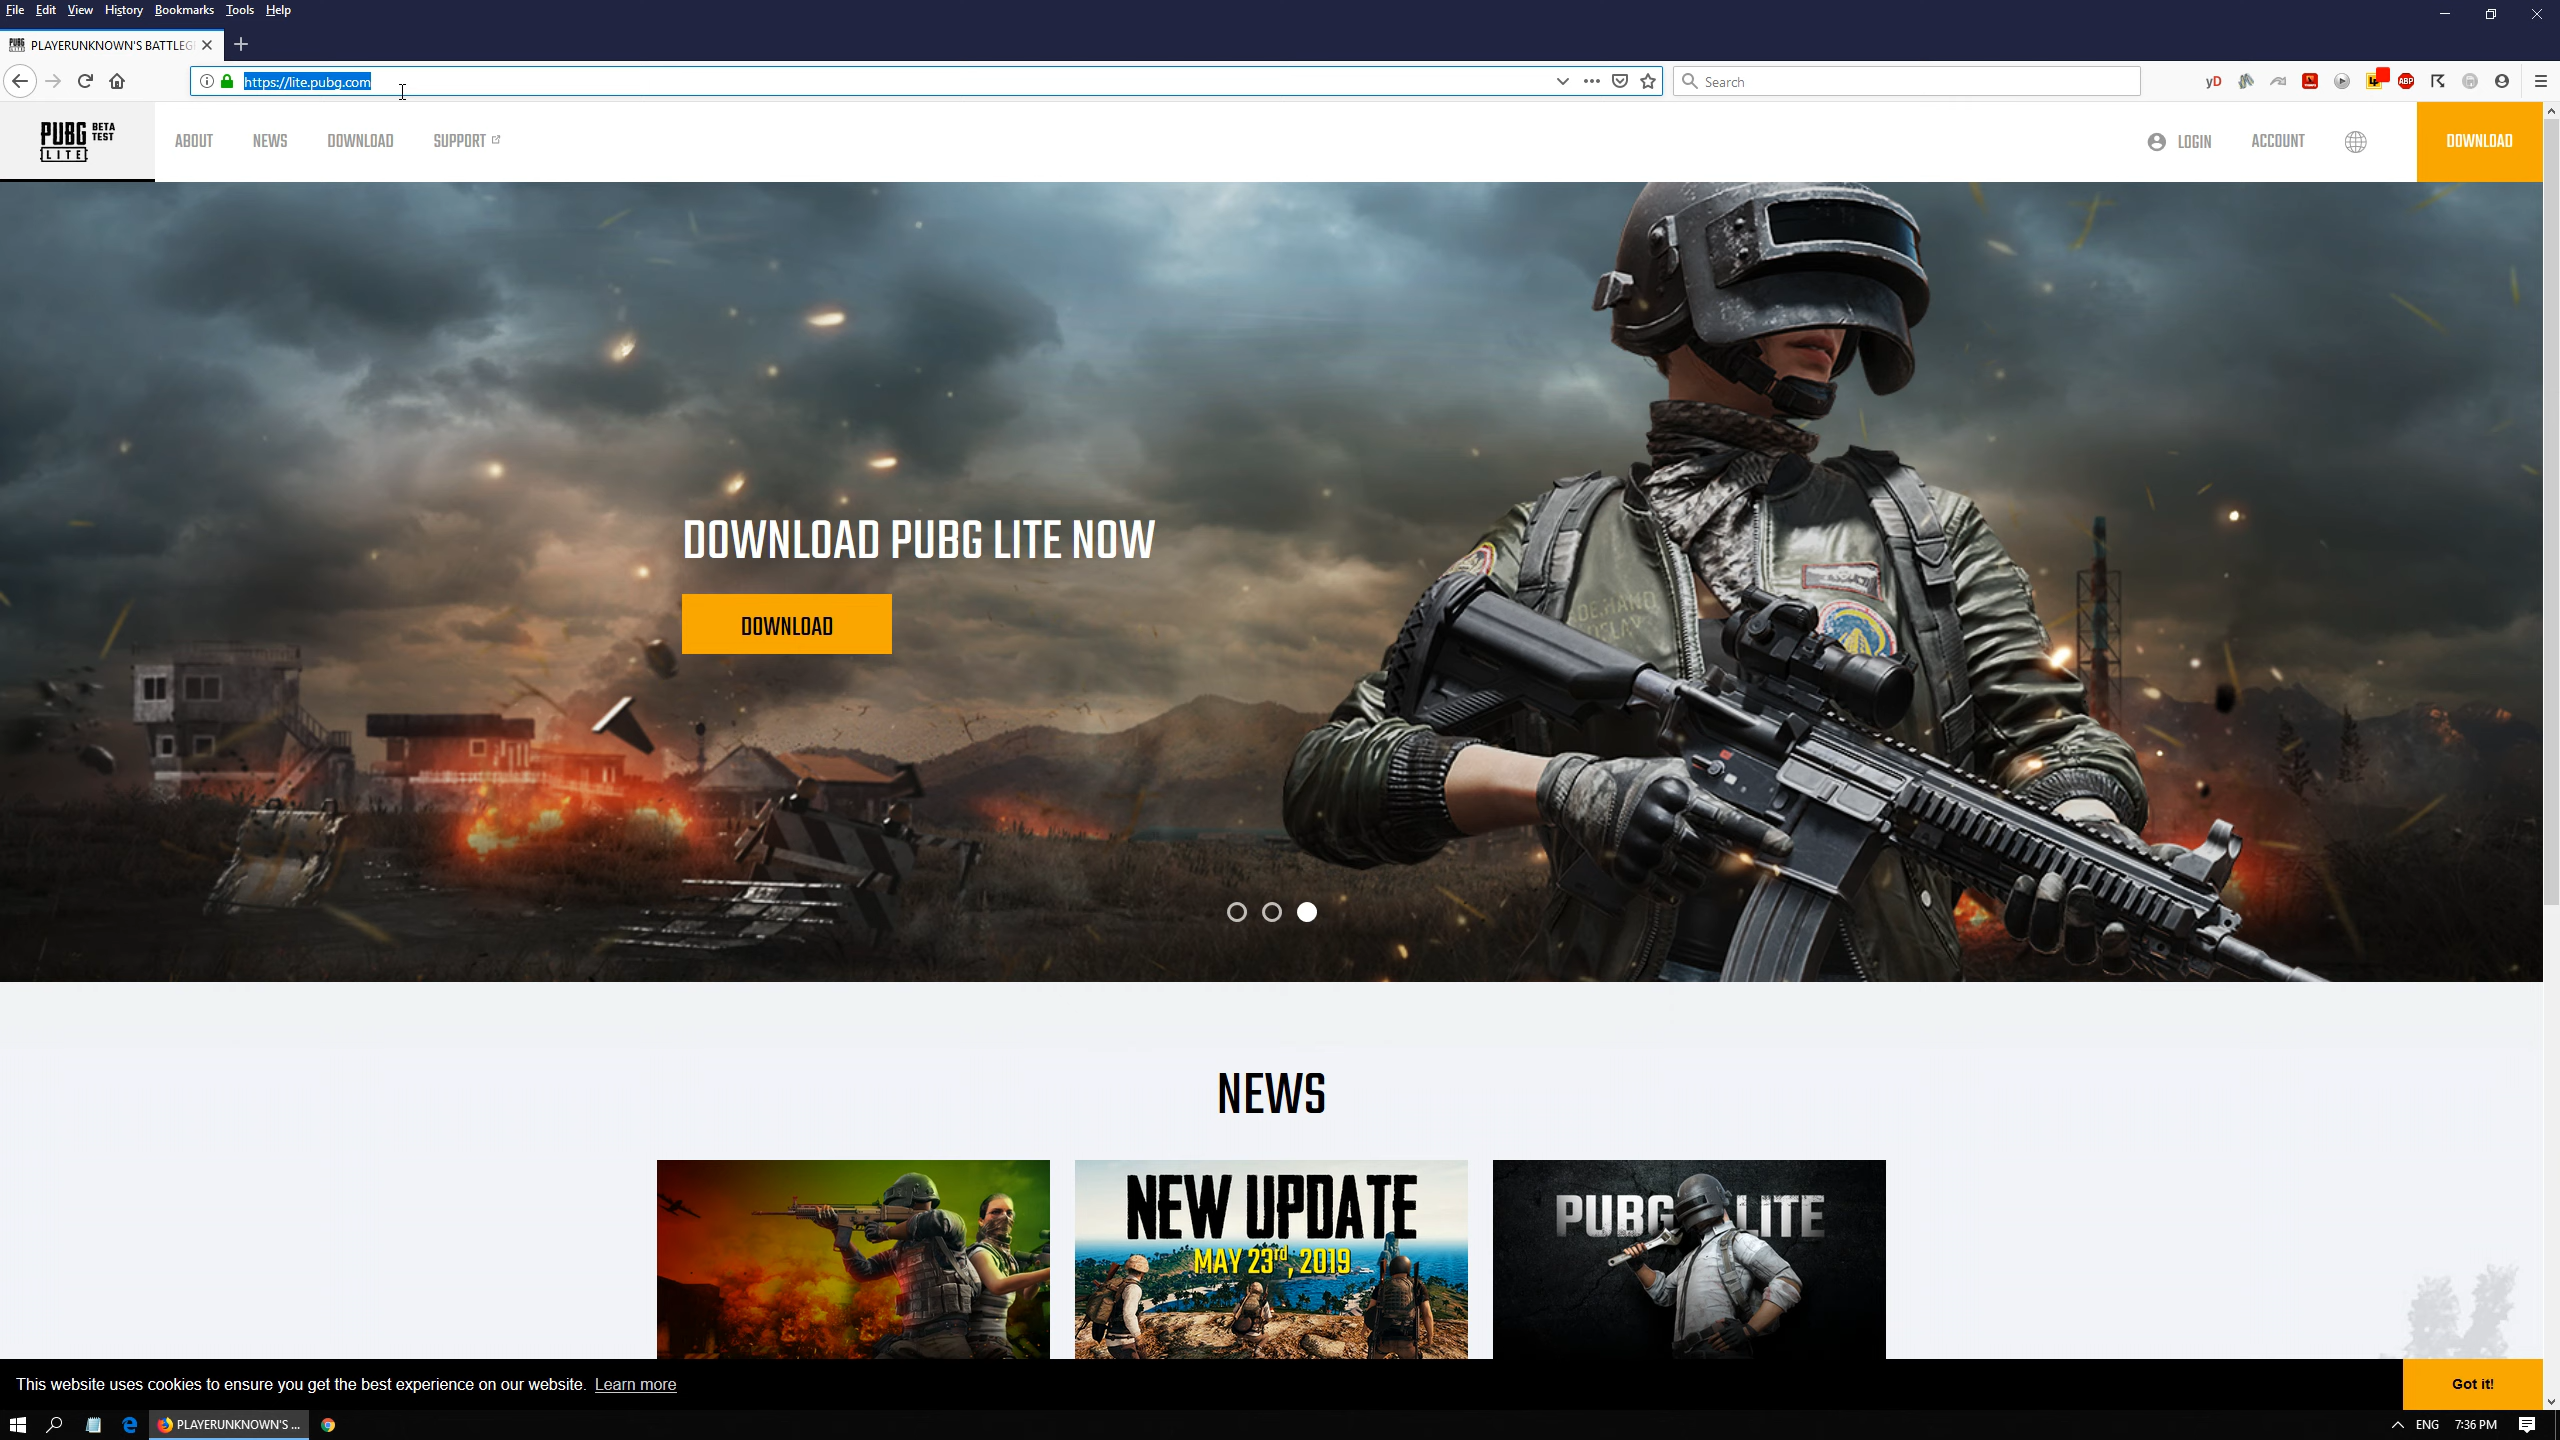 File Edit View History Bookmarks Tools Help
PLAYERUNKNOWN'S BATTLEG
https://lite.pubg.com
Search
yD
ABP
PUBG BETA TEST
LITE
ABOUT NEWS DOWNLOAD SUPPORT
LOGIN ACCOUNT
DOWNLOAD
DOWNLOAD PUBG LITE NOW
DOWNLOAD
NEWS
NEW UPDATE
MAY 23rd, 2019
PUBG LITE
This website uses cookies to ensure you get the best experience on our website. Learn more
Got it!
PLAYERUNKNOWN'S ...
ENG 7:36 PM